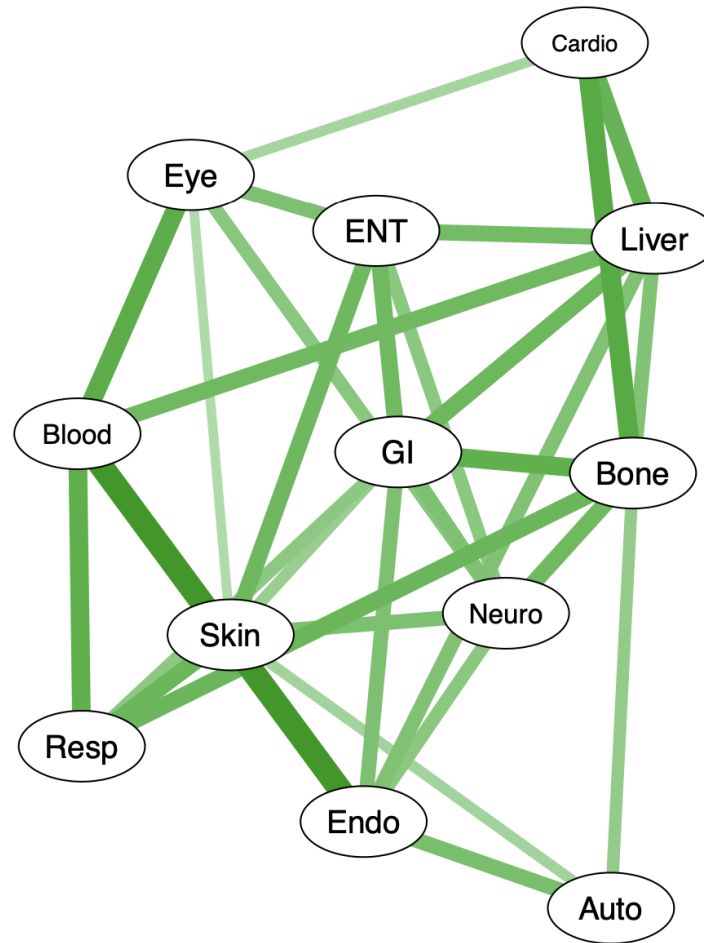 Cardio
Eye
ENT
Liver
Blood
GI
Bone
Neuro
Skin
Resp
Endo
Auto